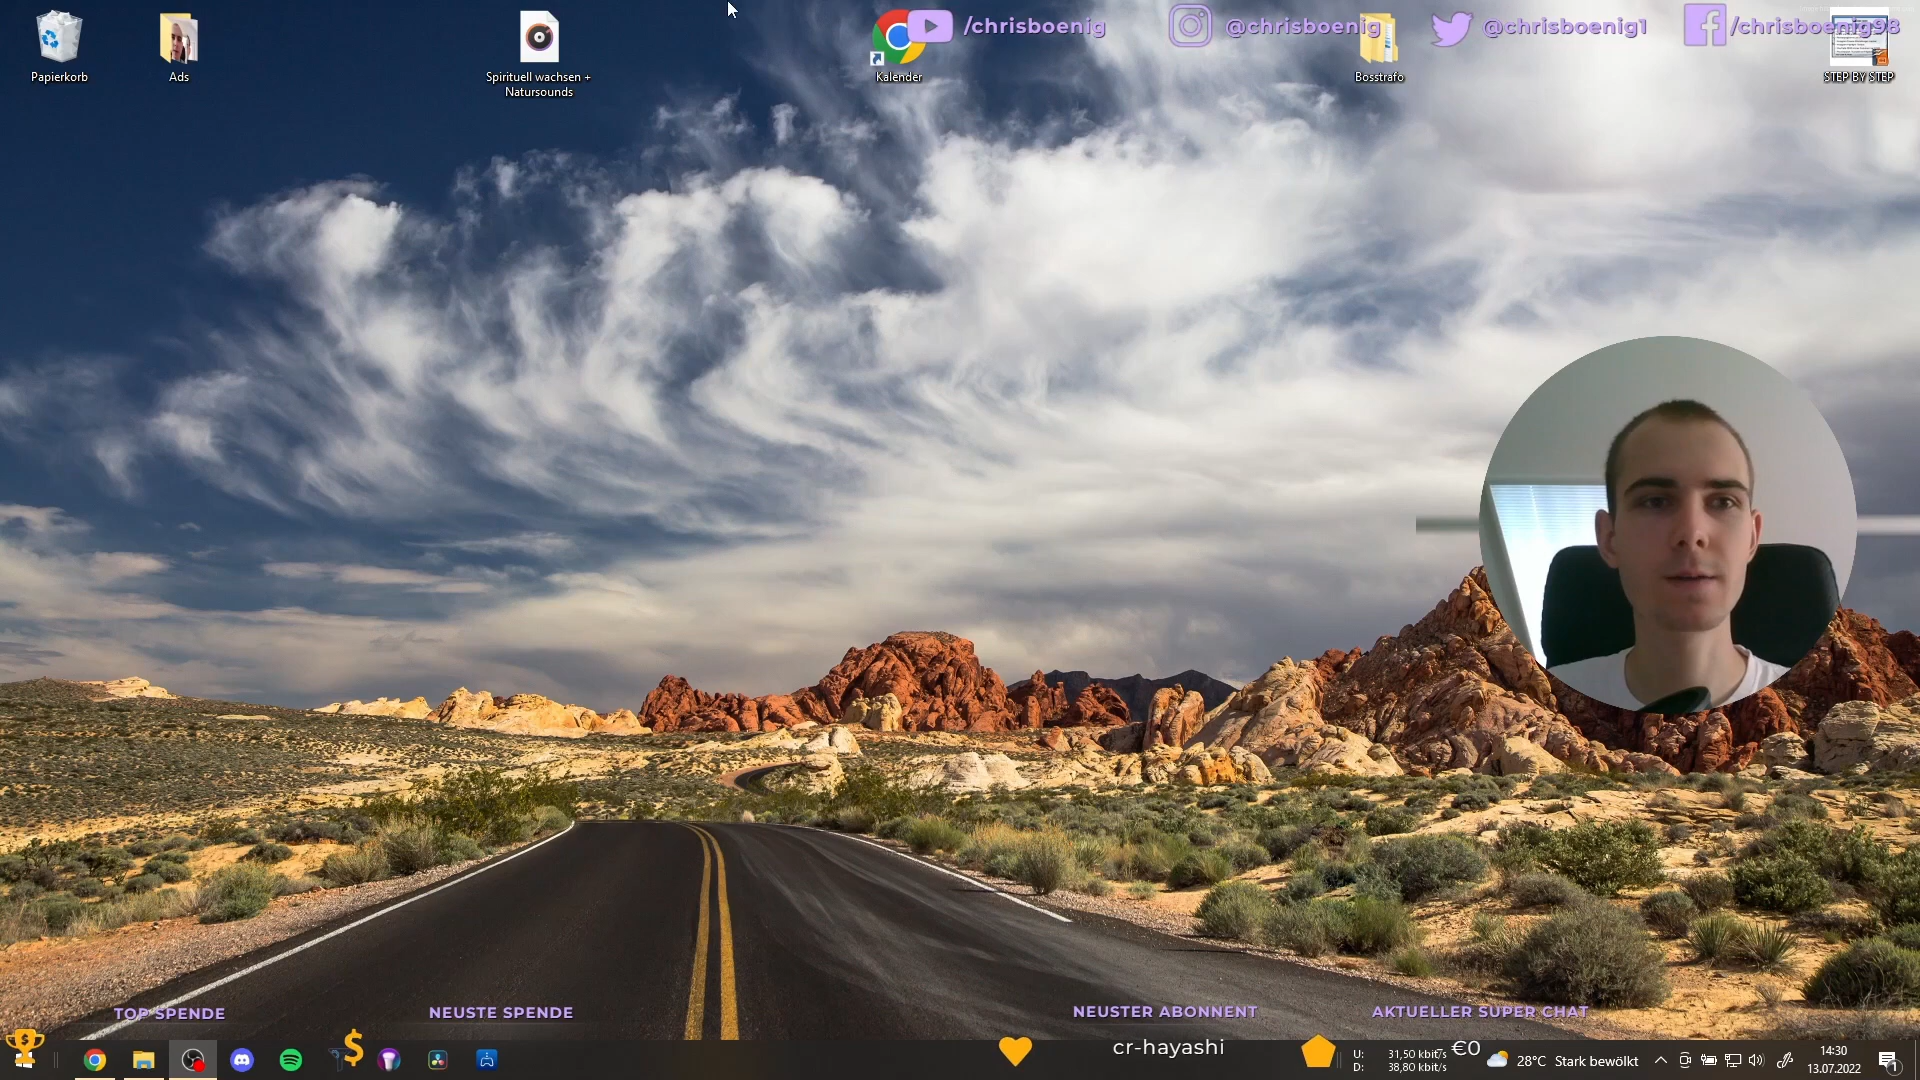 /chrisboenig
@chrisboenig
@chrisboenig1
/chrisboenig98
Papierkorb
Ads
Spirituell wachsen +
Natursounds
Kalender
Bosstrafo
STEP BY STEP
TOP SPENDE
NEUSTE SPENDE
NEUSTER ABONNENT
AKTUELLER SUPER CHAT
cr-hayashi
€0
U: 31,50 kbit/s
D: 38,80 kbit/s
28°C Stark bewölkt
14:30
13.07.2022
1